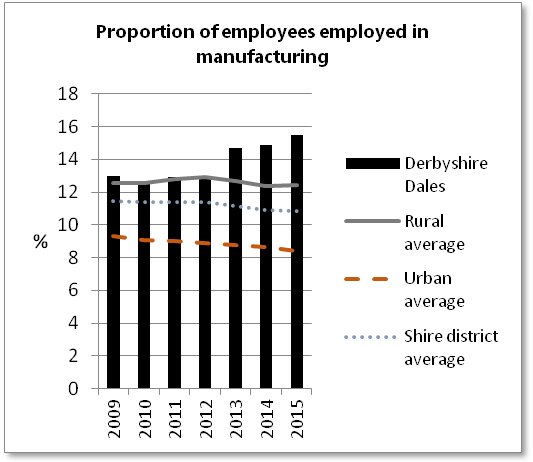 Proportion of employees employed in
manufacturing
18
16
14
12
10
8
6
4
2
0
%
2009
2010
2011
2012
2013
2014
2015
Derbyshire
Dales
Rural
average
Urban
average
Shire district
average